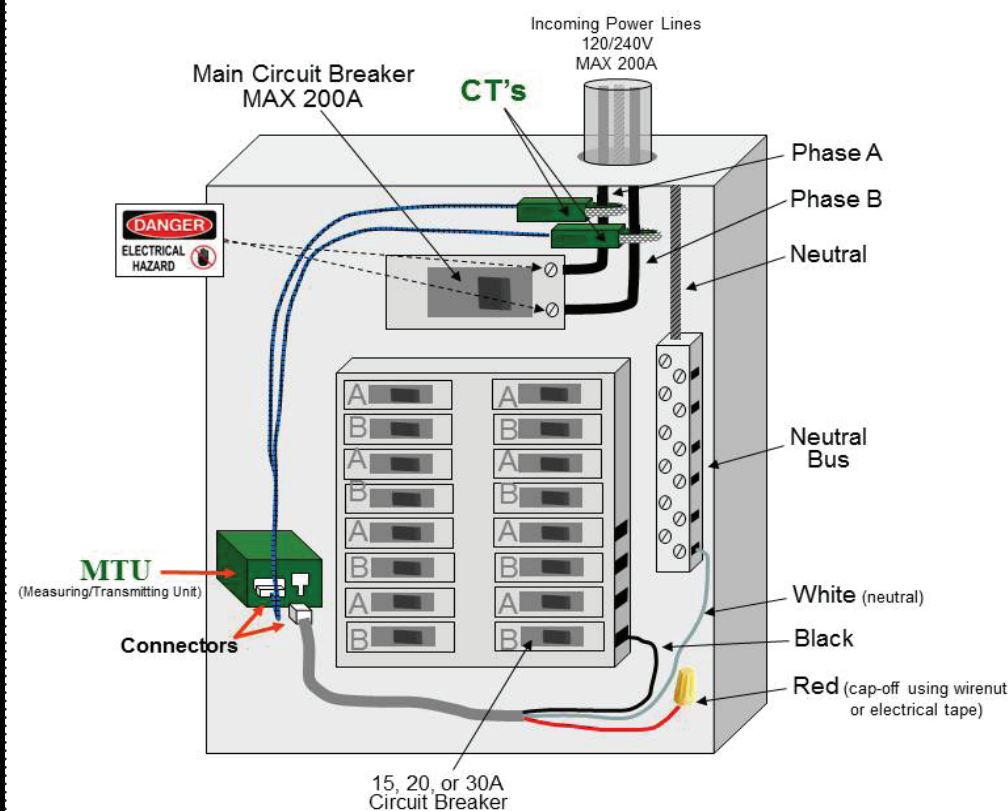 Incoming Power Lines
120/240V
MAX 200A
Main Circuit Breaker
MAX 200A
CT's
Phase A
Phase B
DANGER
ELECTRICAL
HAZARD
Neutral
A
A
B
B
A
A
B
B
A
A
B
B
A
A
B
B
Neutral
Bus
MTU
(Measuring/Transmitting Unit)
Connectors
White (neutral)
Black
Red (cap-off using wirenut
or electrical tape)
15, 20, or 30A
Circuit Breaker